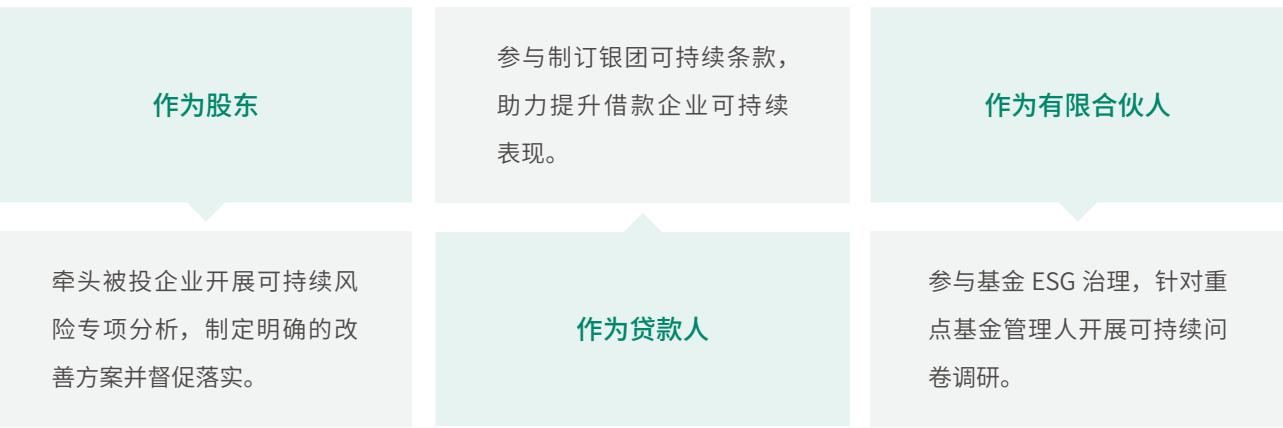 作为股东
牵头被投企业开展可持续风
险专项分析，制定明确的改
善方案并督促落实。
参与制订银团可持续条款，
助力提升借款企业可持续
表现。
作为贷款人
作为有限合伙人
参与基金 ESG 治理，针对重
点基金管理人开展可持续问
卷调研。